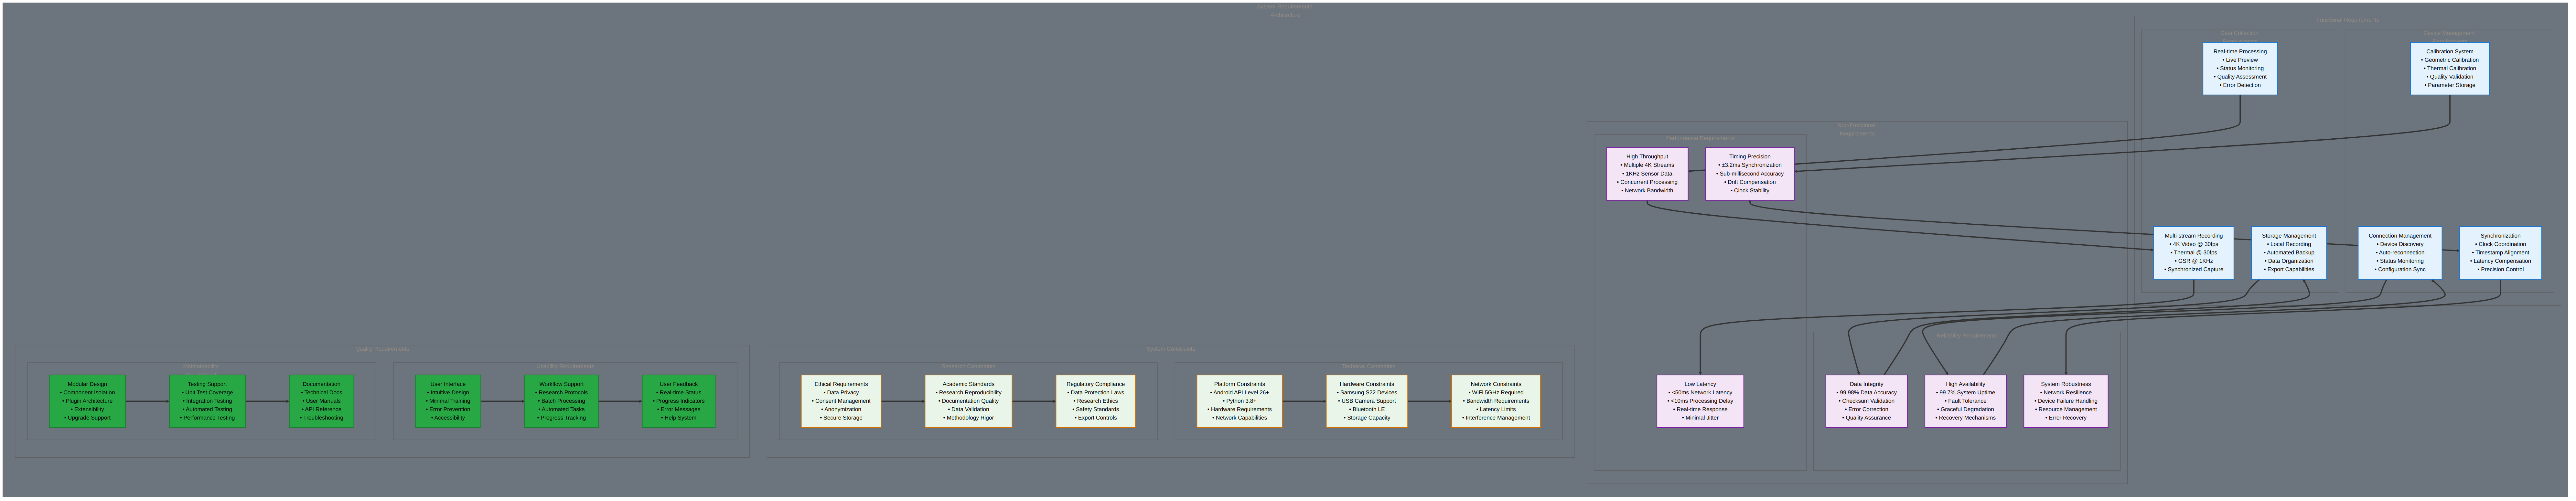 System Requirements
Architecture
Functional Requirements
Real-time Processing
• Live Preview
• Status Monitoring
• Quality Assessment
• Error Detection
Calibration System
• Geometric Calibration
• Thermal Calibration
• Quality Validation
• Parameter Storage
Requirements
Performance Requirements
High Throughput
• Multiple 4K Streams
• 1KHz Sensor Data
• Concurrent Processing
• Network Bandwidth
Timing Precision
• ±3.2ms Synchronization
• Sub-millisecond Accuracy
• Drift Compensation
• Clock Stability
Multi-stream Recording
• 4K Video @ 30fps
• Thermal @ 30fps
• GSR @ 1KHz
• Synchronized Capture
Storage Management
• Local Recording
• Automated Backup
• Data Organization
• Export Capabilities
Connection Management
• Device Discovery
• Auto-reconnection
• Status Monitoring
• Configuration Sync
Synchronization
• Clock Coordination
• Timestamp Alignment
• Latency Compensation
• Precision Control
Quality Requirements
Modular Design
• Component Isolation
• Plugin Architecture
• Extensibility
• Upgrade Support
Testing Support
• Unit Test Coverage
• Integration Testing
• Automated Testing
• Performance Testing
Documentation
• Technical Docs
• User Manuals
• API Reference
• Troubleshooting
Usability Requirements
User Interface
• Intuitive Design
• Minimal Training
• Error Prevention
• Accessibility
Workflow Support
• Research Protocols
• Batch Processing
• Automated Tasks
• Progress Tracking
User Feedback
• Real-time Status
• Progress Indicators
• Error Messages
• Help System
System Constraints
Research Constraints
Ethical Requirements
• Data Privacy
• Consent Management
• Anonymization
• Secure Storage
Academic Standards
• Research Reproducibility
• Documentation Quality
• Data Validation
• Methodology Rigor
Regulatory Compliance
• Data Protection Laws
• Research Ethics
• Safety Standards
• Export Controls
Technical Constraints
Platform Constraints
• Android API Level 26+
• Python 3.8+
• Hardware Requirements
• Network Capabilities
Hardware Constraints
• Samsung S22 Devices
• USB Camera Support
• Bluetooth LE
• Storage Capacity
Network Constraints
• WiFi 5GHz Required
• Bandwidth Requirements
• Latency Limits
• Interference Management
Low Latency
• <50ms Network Latency
• <10ms Processing Delay
• Real-time Response
• Minimal Jitter
Reliability Requirements
Data Integrity
• 99.98% Data Accuracy
• Checksum Validation
• Error Correction
• Quality Assurance
High Availability
• 99.7% System Uptime
• Fault Tolerance
• Graceful Degradation
• Recovery Mechanisms
System Robustness
• Network Resilience
• Device Failure Handling
• Resource Management
• Error Recovery